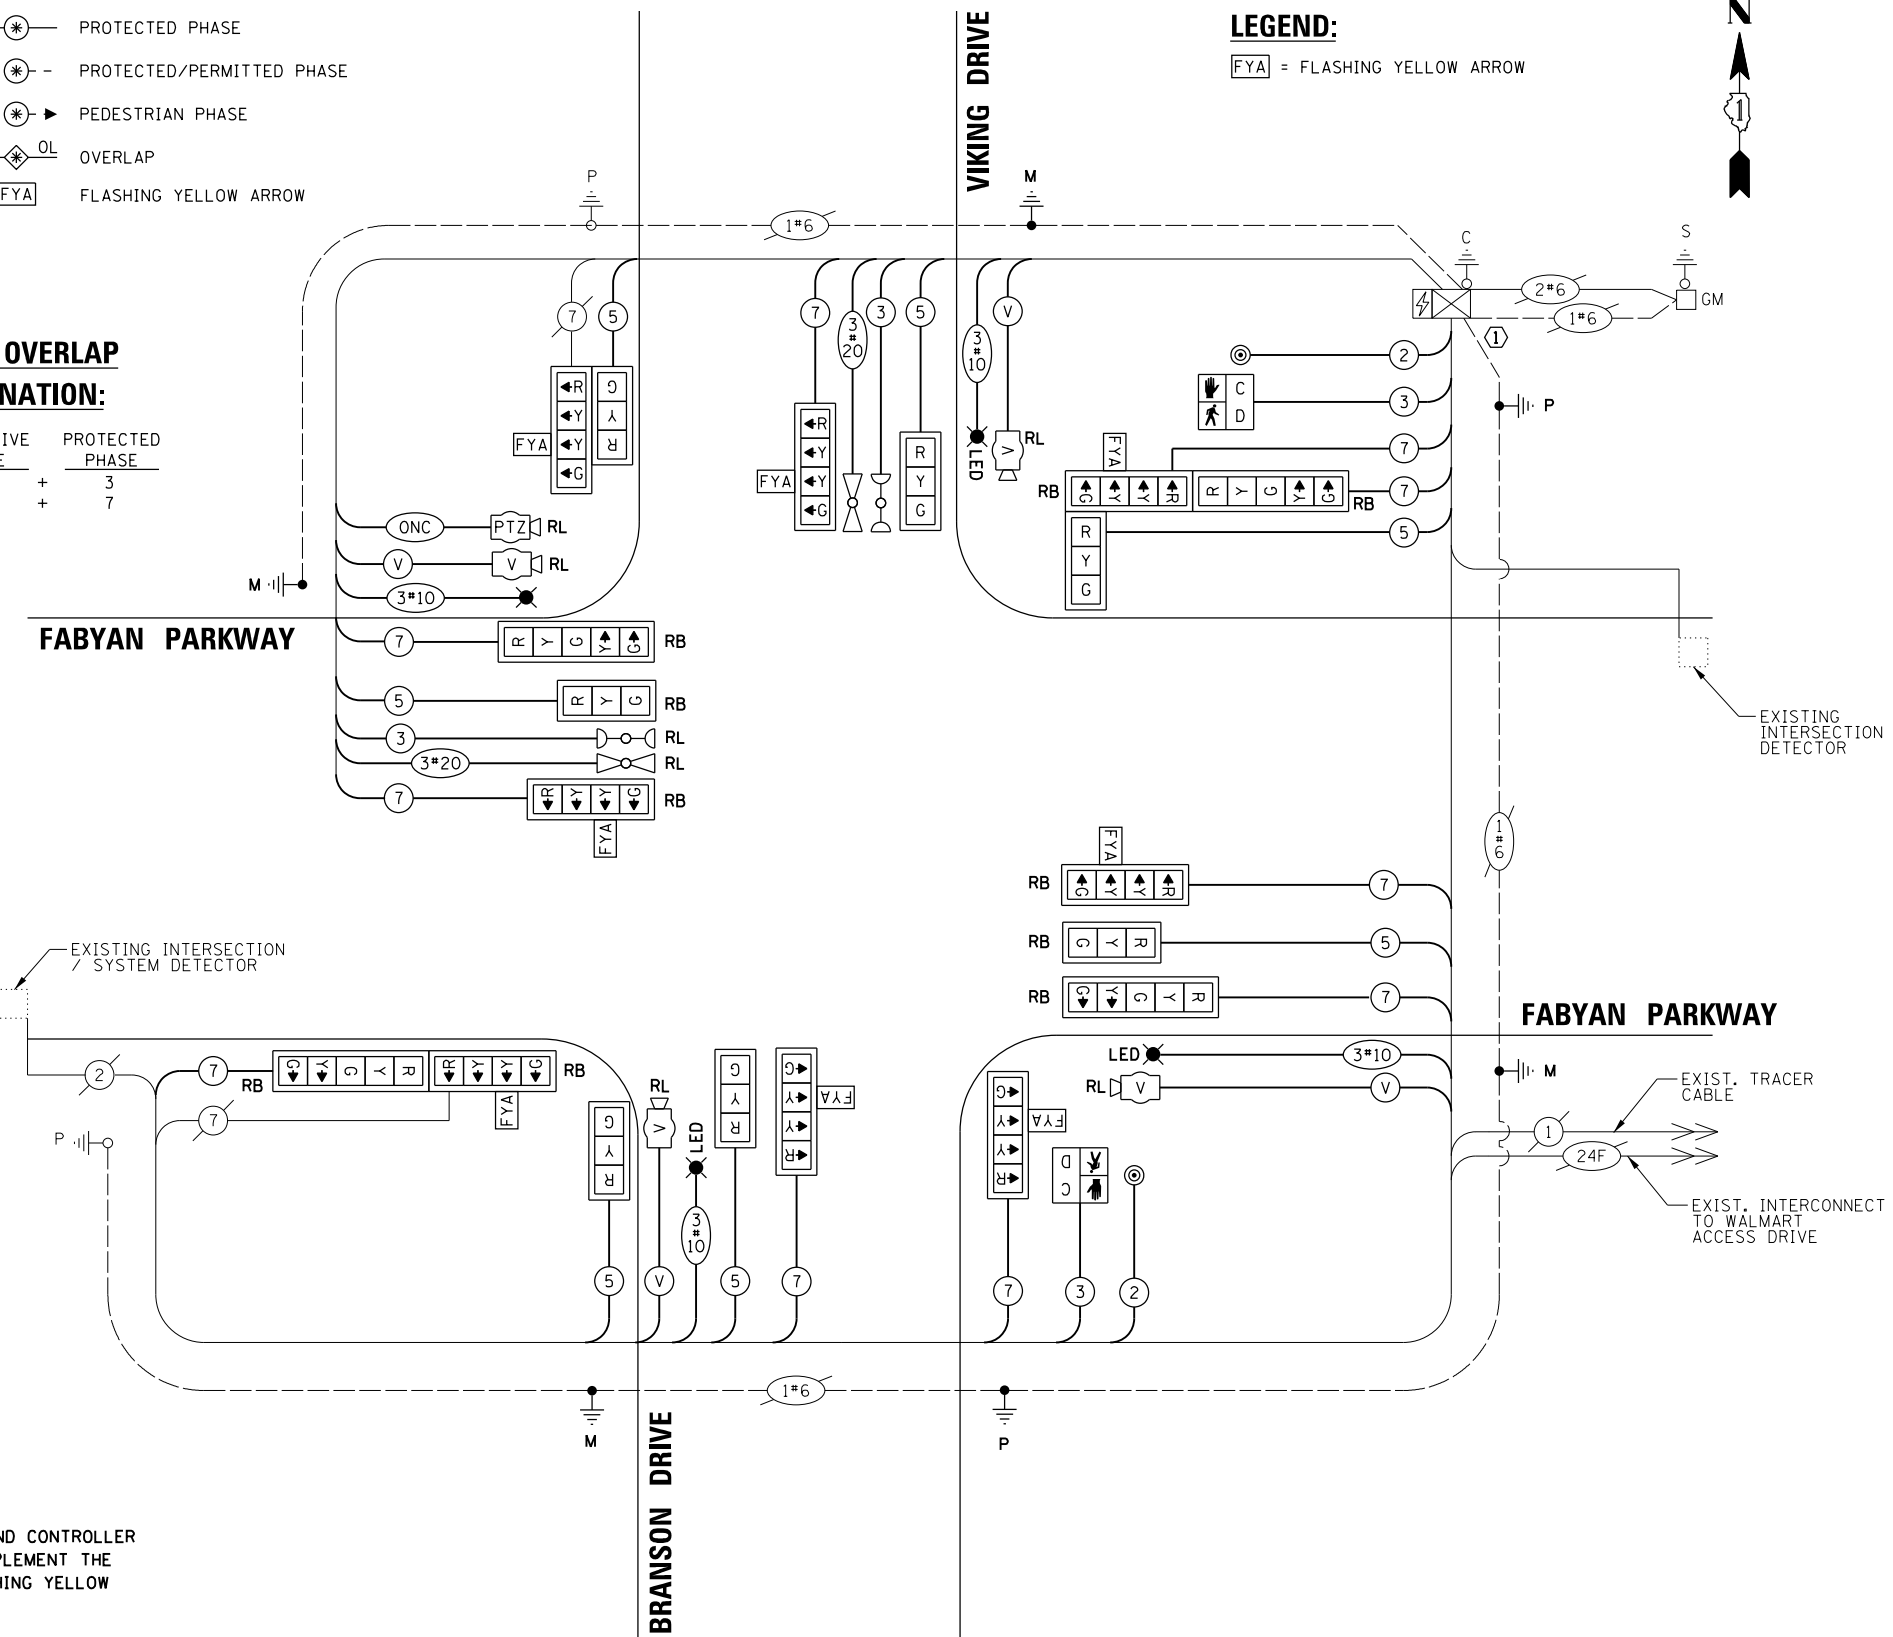 PROTECTED PHASE
PROTECTED/PERMITTED PHASE
PEDESTRIAN PHASE
OL OVERLAP
FYA FLASHING YELLOW ARROW
VIKING DRIVE
LEGEND:
FYA = FLASHING YELLOW ARROW
N
1
OVERLAP
NATION:
PROTECTED
PHASE
+ 3
+ 7
P
1#6
M
C
S
2#6
1#6
GM
1
7
5
R
Y
Y
G
FYA
G
Y
R
7
3#20
3
5
R
Y
Y
G
FYA
R
Y
G
3#10
V
LED
V RL
2
3
C
D
7
FYA
RB G Y Y R R Y G Y G RB
7
R
Y
G
5
P
ONC PTZ RL
V V RL
3#10
M
FABYAN PARKWAY
7 R Y G Y G RB
5 R Y G RB
3 RL
3#20 RL
7 R Y Y G RB
FYA
EXISTING
INTERSECTION
DETECTOR
1#6
FYA
RB G Y Y R 7
RB G Y R 5
RB G Y G Y R 7
FABYAN PARKWAY
EXISTING INTERSECTION
/ SYSTEM DETECTOR
2
7 RB G Y G Y R R Y Y G RB
FYA
7
P
G
Y
R
RL
V
LED
G
Y
R
G
Y
Y
R
FYA
5
V
3#10
5
7
LED 3#10
RL V V
M
G
Y
Y
R
FYA
D
C
7
3
2
EXIST. TRACER
CABLE
1
24F
EXIST. INTERCONNECT
TO WALMART
ACCESS DRIVE
1#6
M
P
BRANSON DRIVE
ND CONTROLLER
PLEMENT THE
HING YELLOW